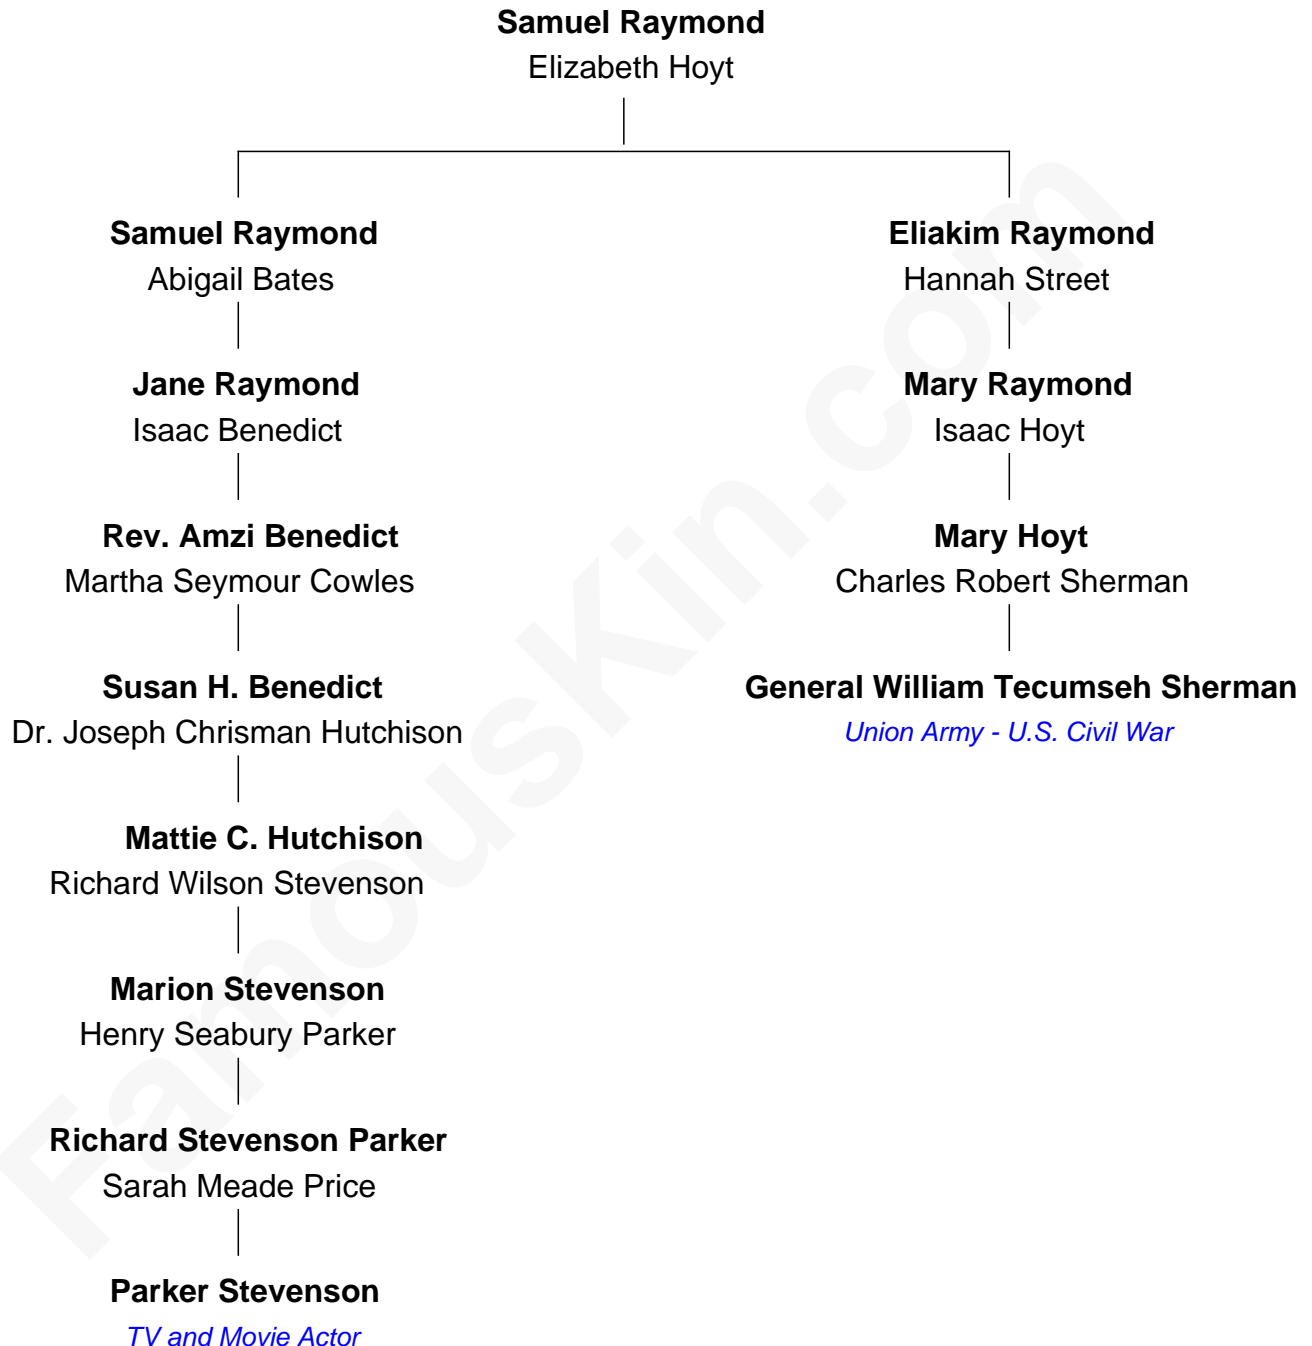 Samuel Raymond
Elizabeth Hoyt
Samuel Raymond
Abigail Bates
Jane Raymond
Isaac Benedict
Rev. Amzi Benedict
Martha Seymour Cowles
Susan H. Benedict
Dr. Joseph Chrisman Hutchison
Mattie C. Hutchison
Richard Wilson Stevenson
Marion Stevenson
Henry Seabury Parker
Richard Stevenson Parker
Sarah Meade Price
Parker Stevenson
TV and Movie Actor
Eliakim Raymond
Hannah Street
Mary Raymond
Isaac Hoyt
Mary Hoyt
Charles Robert Sherman
General William Tecumseh Sherman
Union Army - U.S. Civil War
FamousKin.com